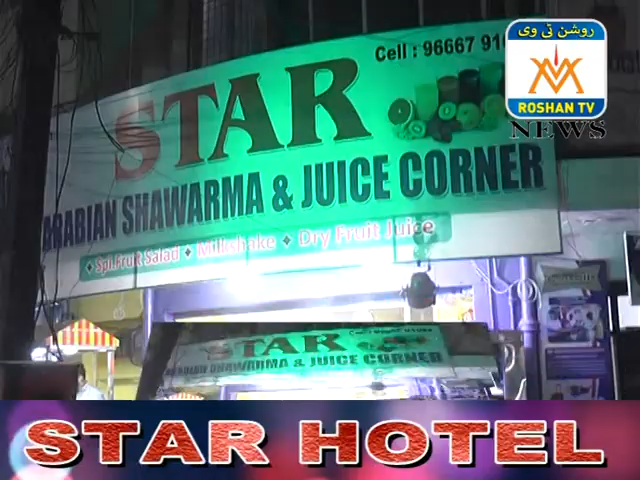 Cell : 96667 91
روشن ٹی وی
ROSHAN TV
NEWS
STAR
ARABIAN SHAWARMA & JUICE CORNER
♦ Spl.Fruit Salad ♦ Milkshake ♦ Dry Fruit Juice
STAR
ARABIAN SHAWARMA & JUICE CORNER
STAR HOTEL